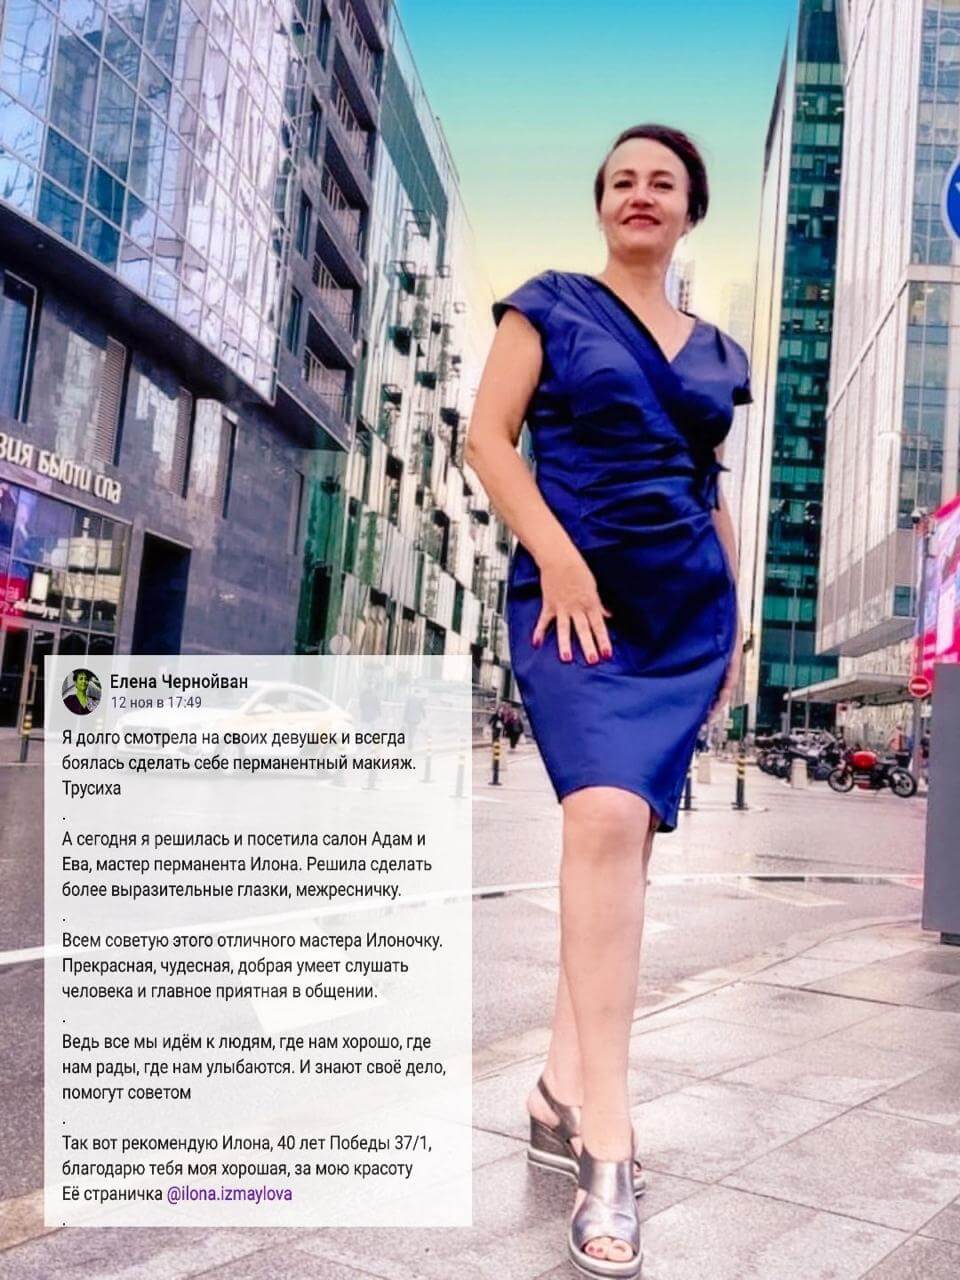 зия бьюти спа
Елена Чернойван
12 ноя в 17:49
Я долго смотрела на своих девушек и всегда
боялась сделать себе перманентный макияж.
Трусиха
.
А сегодня я решилась и посетила салон Адам и
Ева, мастер перманента Илона. Решила сделать
более выразительные глазки, межресничку.
.
Всем советую этого отличного мастера Илоночку.
Прекрасная, чудесная, добрая умеет слушать
человека и главное приятная в общении.
.
Ведь все мы идём к людям, где нам хорошо, где
нам рады, где нам улыбаются. И знают своё дело,
помогут советом
.
Так вот рекомендую Илона, 40 лет Победы 37/1,
благодарю тебя моя хорошая, за мою красоту
Её страничка @ilona.izmaylova
.